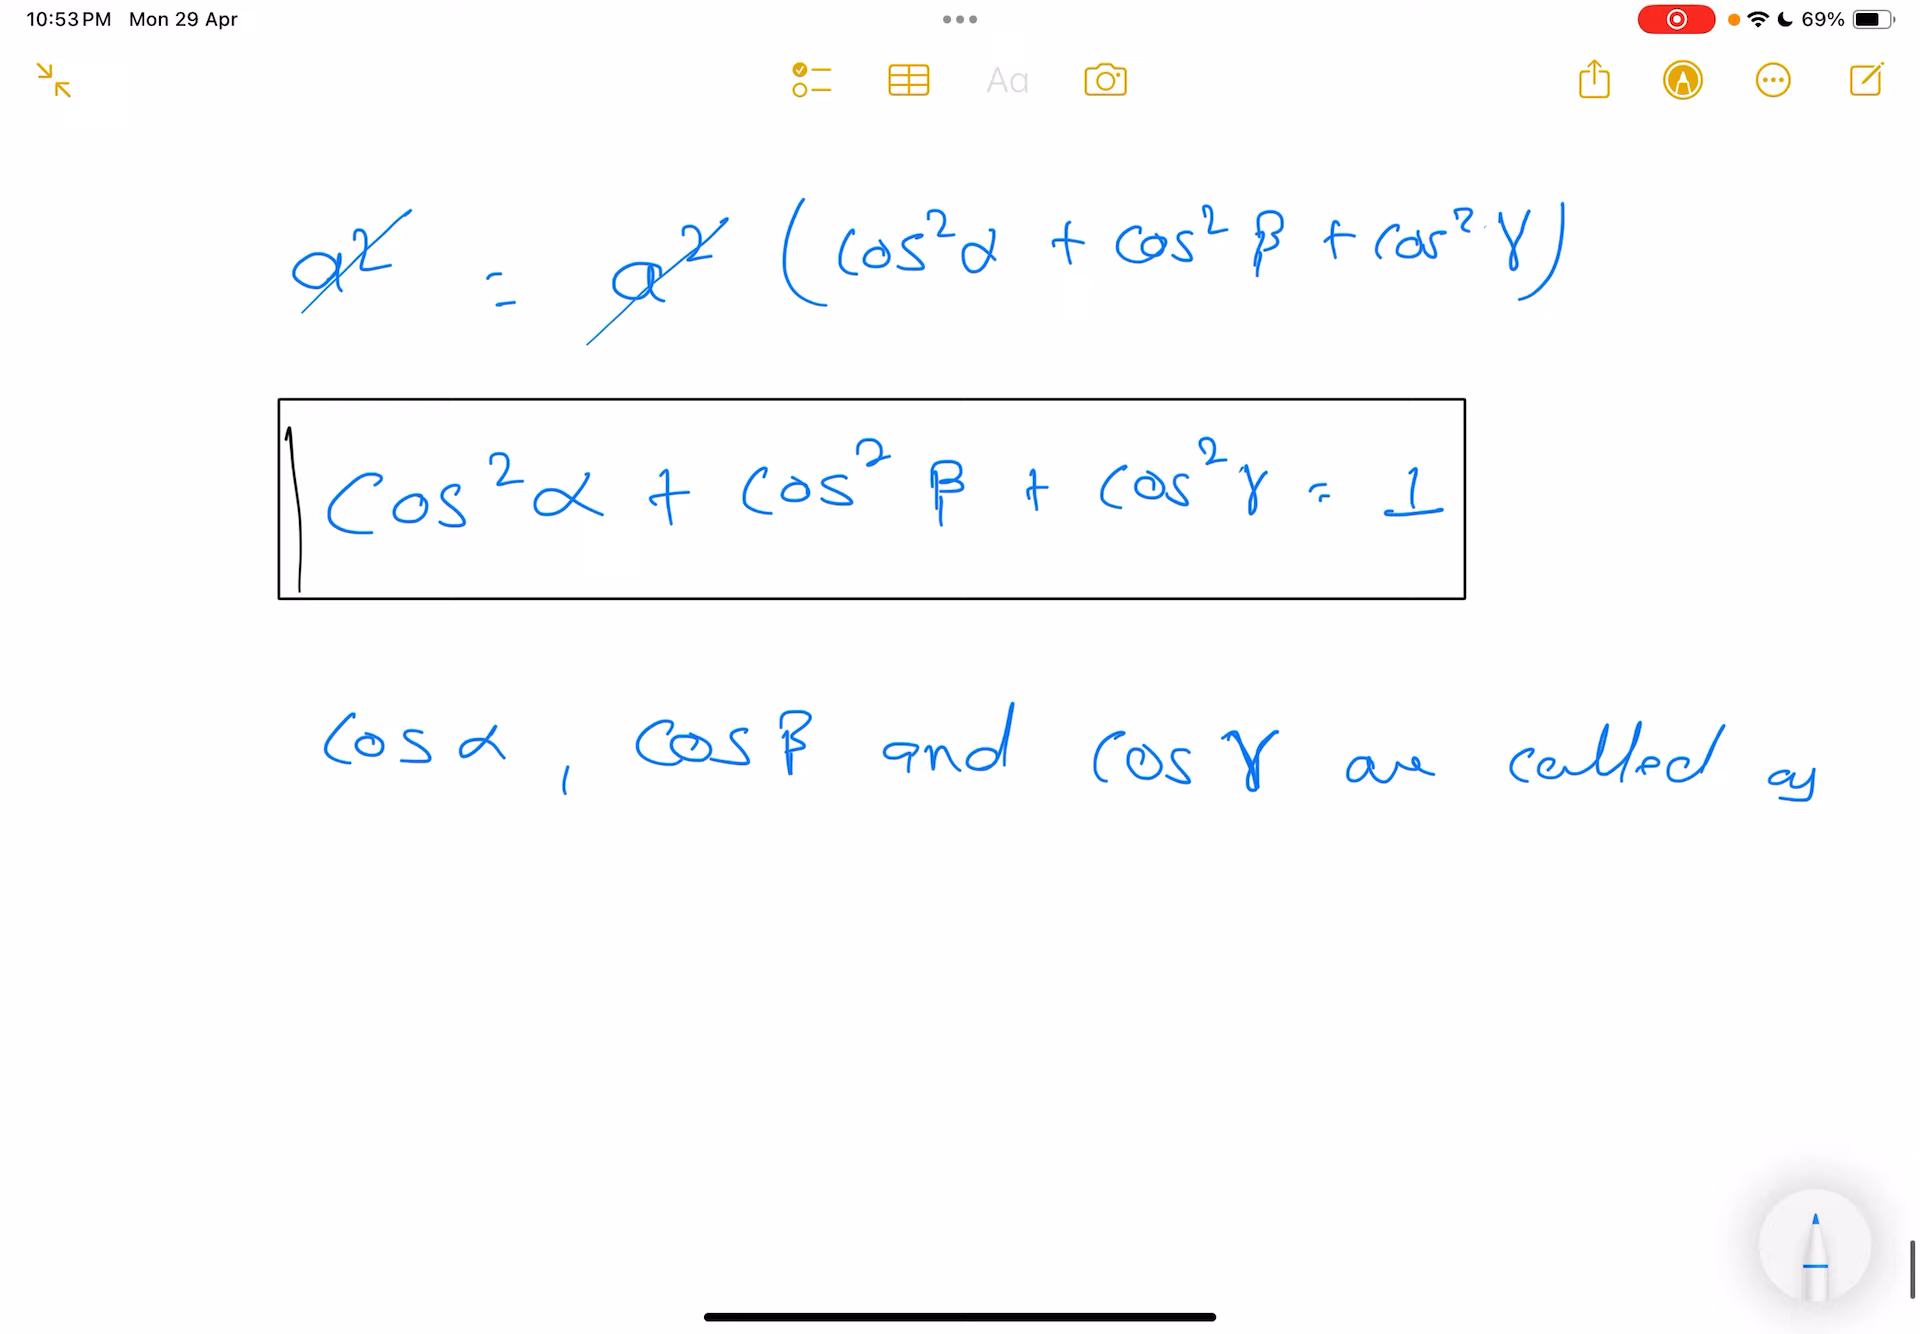 10:53 PM Mon 29 Apr 69%
Aa
a² = a² (cos²α + cos²β + cos²γ)
Cos²α + cos²β + cos²γ = 1
cos α, cos β and cos γ are called as